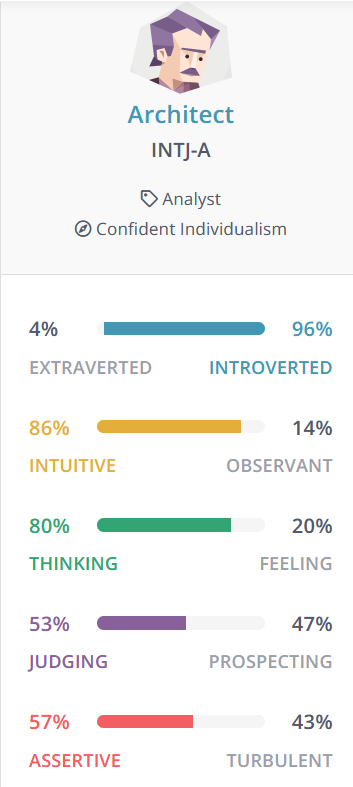 Architect
INTJ-A
Analyst
Confident Individualism
4% 96%
EXTRAVERTED INTROVERTED
86% 14%
INTUITIVE OBSERVANT
80% 20%
THINKING FEELING
53% 47%
JUDGING PROSPECTING
57% 43%
ASSERTIVE TURBULENT